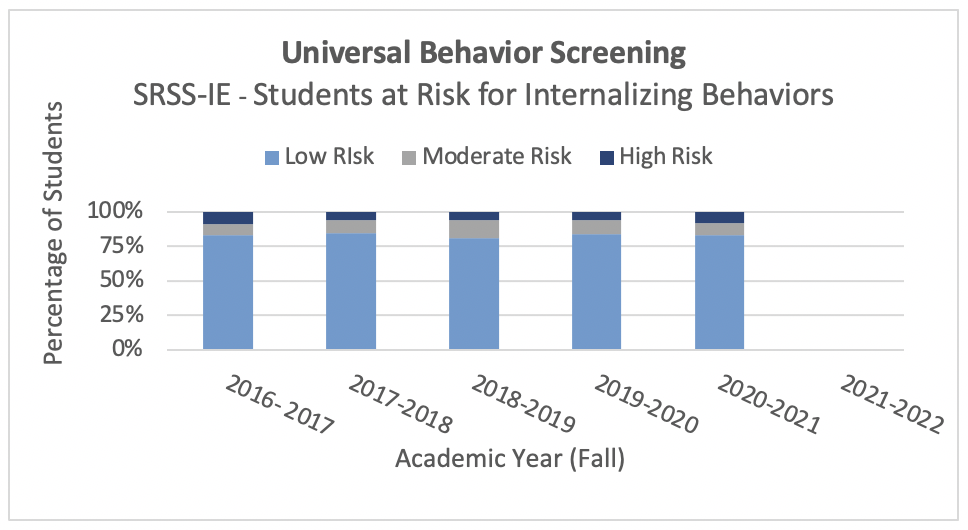 Universal Behavior Screening
SRSS-IE - Students at Risk for Internalizing Behaviors
Low RIsk
Moderate Risk
High Risk
Percentage of Students
100%
75%
50%
25%
0%
2016- 2017
2017-2018
2018-2019
2019-2020
2020-2021
2021-2022
Academic Year (Fall)